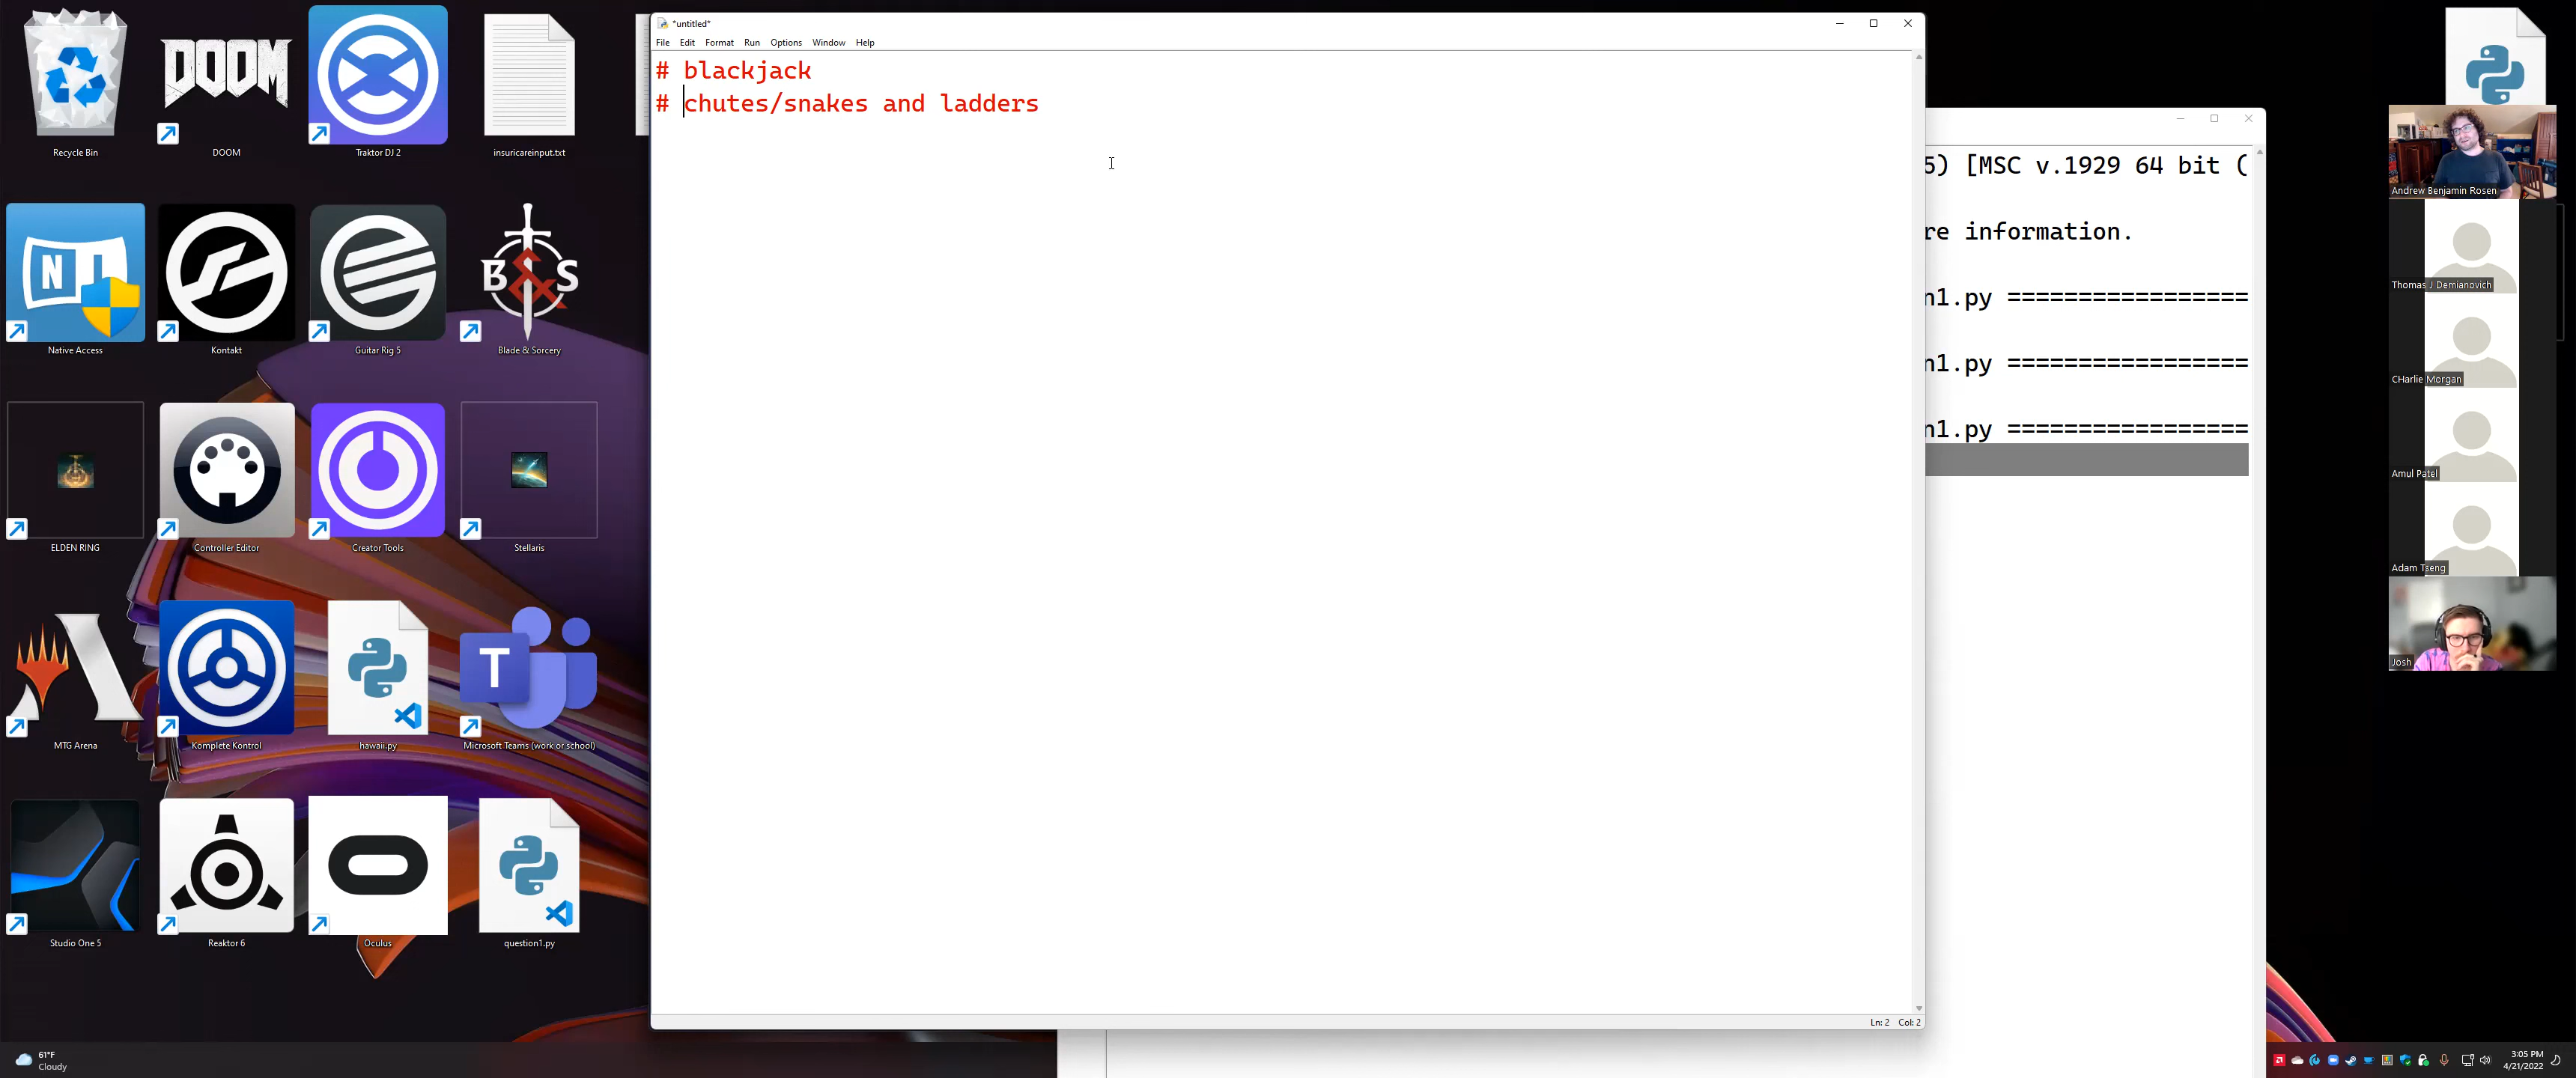 *untitled*
File Edit Format Run Options Window Help
# blackjack
# chutes/snakes and ladders
Ln: 2 Col: 2
5) [MSC v.1929 64 bit (
re information.
n1.py =================
n1.py =================
n1.py =================
DOOM
Recycle Bin
DOOM
Traktor DJ 2
insuricareinput.txt
N
B&S
Native Access
Kontakt
Guitar Rig 5
Blade & Sorcery
ELDEN RING
Controller Editor
Creator Tools
Stellaris
T
MTG Arena
Komplete Kontrol
hawaii.py
Microsoft Teams (work or school)
Studio One 5
Reaktor 6
Oculus
question1.py
Andrew Benjamin Rosen
Thomas J Demianovich
CHarlie Morgan
Amul Patel
Adam Tseng
Josh
61°F
Cloudy
3:05 PM
4/21/2022